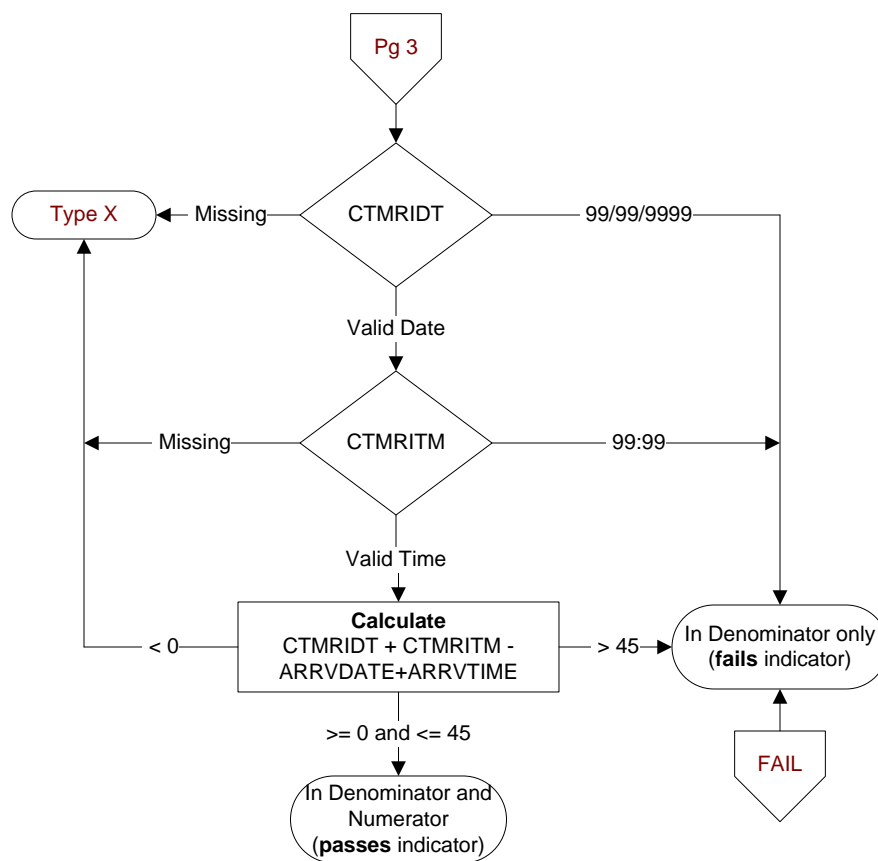 Pg 3
Type X
Missing
CTMRIDT
99/99/9999
Valid Date
Missing
CTMRITM
99:99
Valid Time
Calculate
CTMRIDT + CTMRITM -
ARRVDATE+ARRVTIME
< 0
> 45
In Denominator only
(fails indicator)
>= 0 and <= 45
FAIL
In Denominator and
Numerator
(passes indicator)